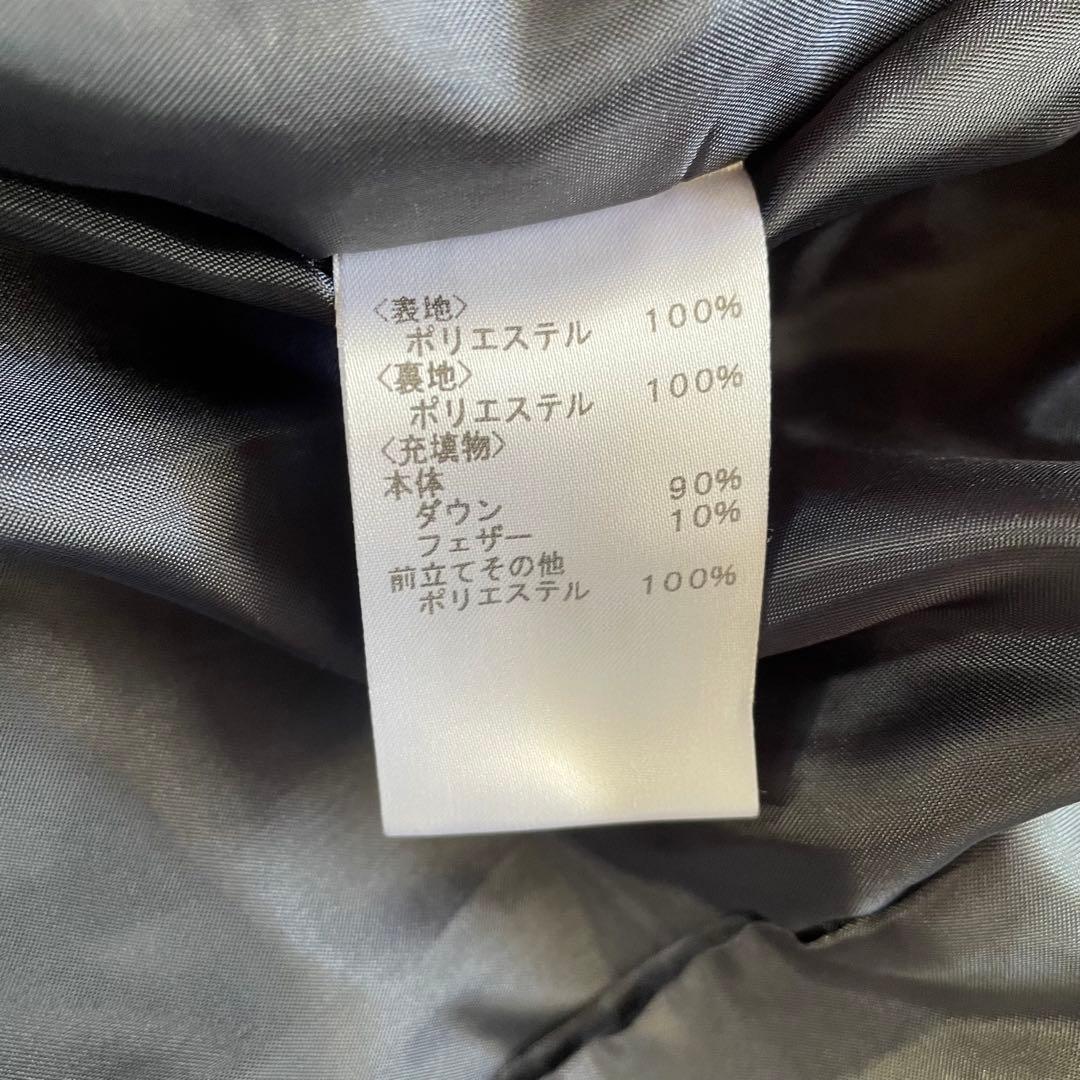 〈表地〉
ポリエステル 100%
〈裏地〉
ポリエステル 100%
〈充填物〉
本体
ダウン 90%
フェザー 10%
前立てその他
ポリエステル 100%